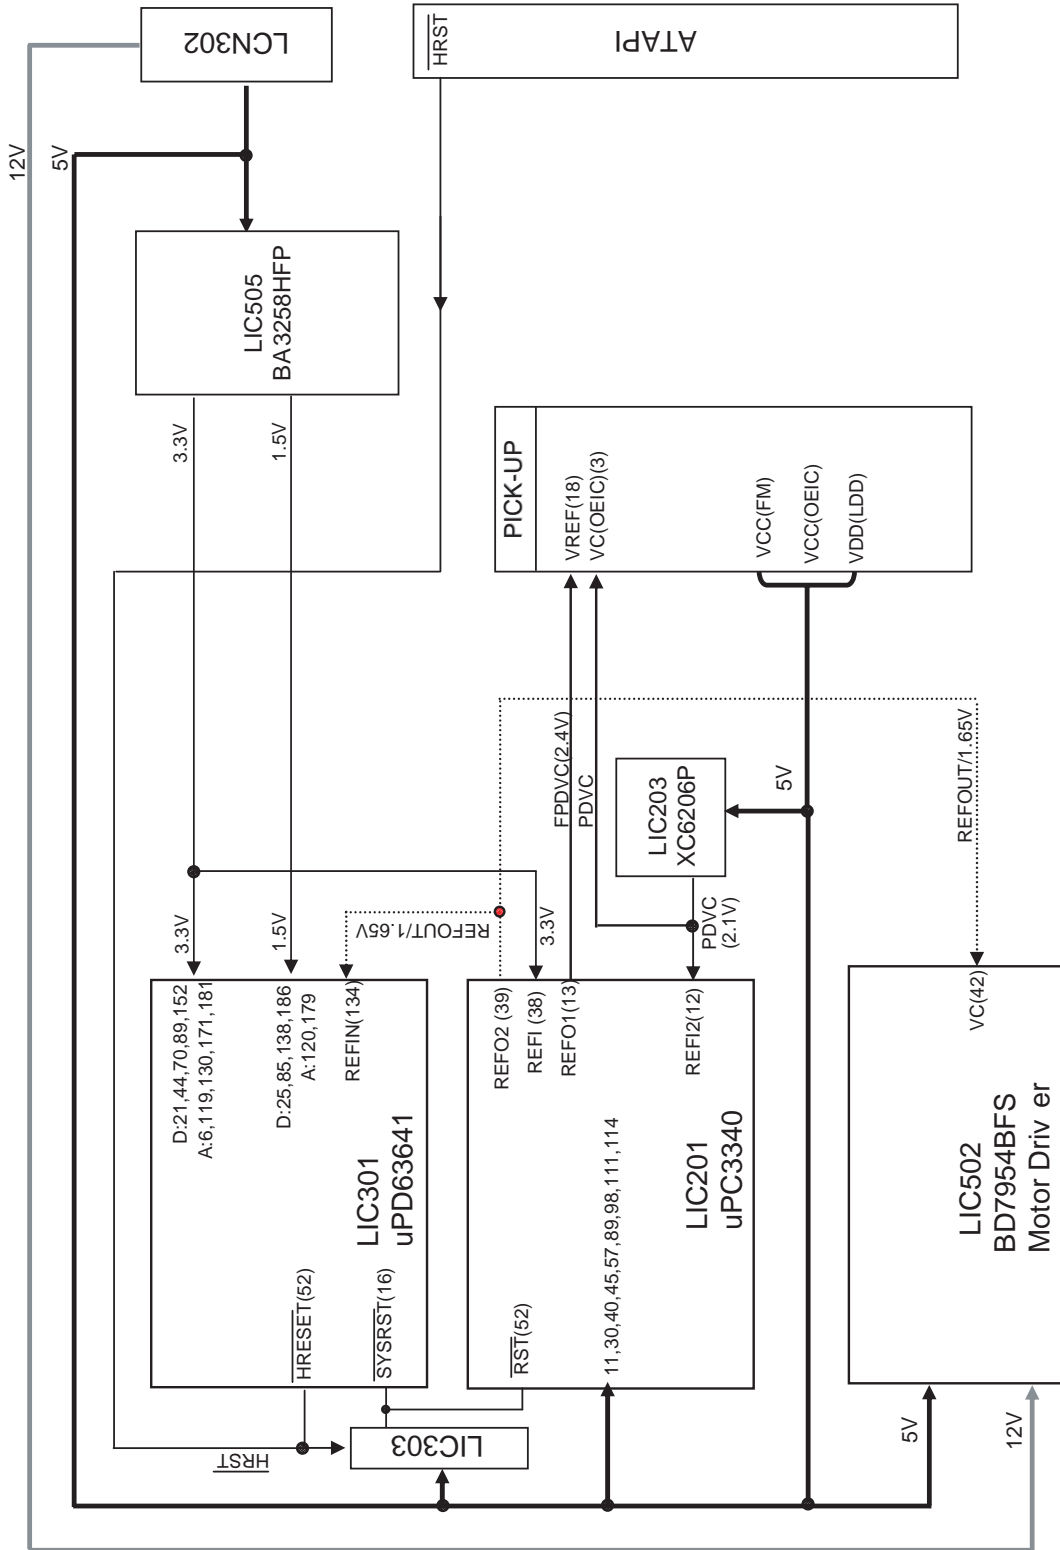 LCN302
ATAPI
HRST
12V
5V
LIC505
BA3258HFP
3.3V
1.5V
PICK-UP
VREF(18)
VC(OEIC)(3)
VCC(FM)
VCC(OEIC)
VDD(LDD)
FPDVC(2.4V)
PDVC
LIC203
XC6206P
5V
REFOUT/1.65V
PDVC
(2.1V)
3.3V
1.5V
REFOUT/1.65V
3.3V
D:21,44,70,89,152
A:6,119,130,171,181
D:25,85,138,186
A:120,179
REFIN(134)
LIC301
uPD63641
HRESET(52)
SYSRST(16)
REFO2 (39)
REFI (38)
REFO1(13)
REFI2(12)
LIC201
uPC3340
RST(52)
11,30,40,45,57,89,98,111,114
VC(42)
LIC502
BD7954BFS
Motor Driv er
HRST
LIC303
5V
12V